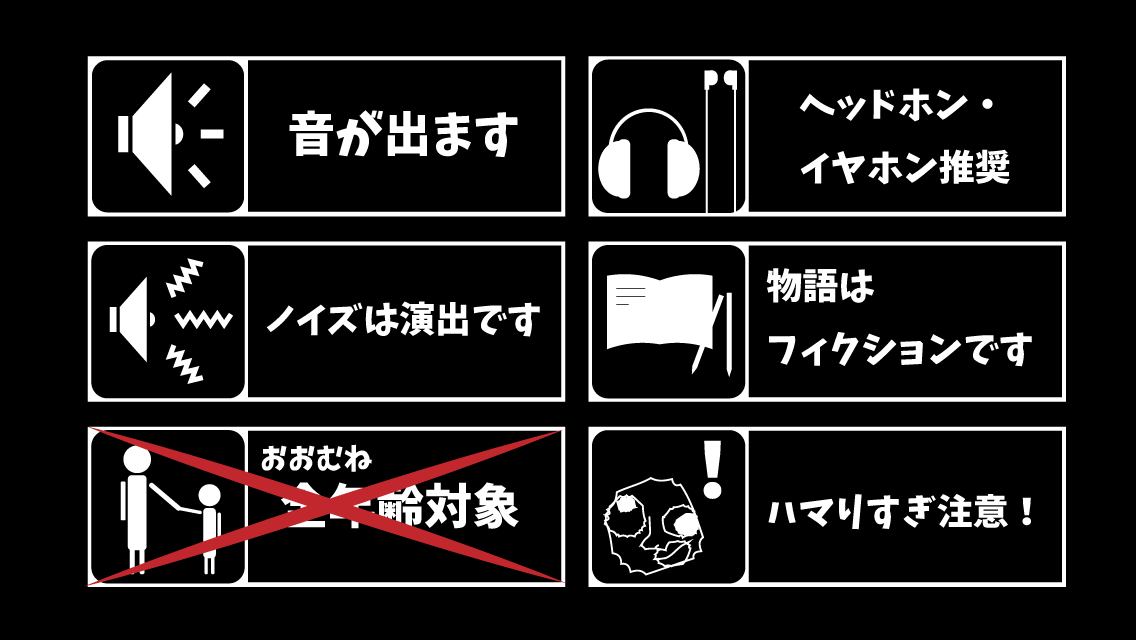 音が出ます
ヘッドホン・
イヤホン推奨
ノイズは演出です
物語は
フィクションです
おおむね
全年齢対象
ハマりすぎ注意！